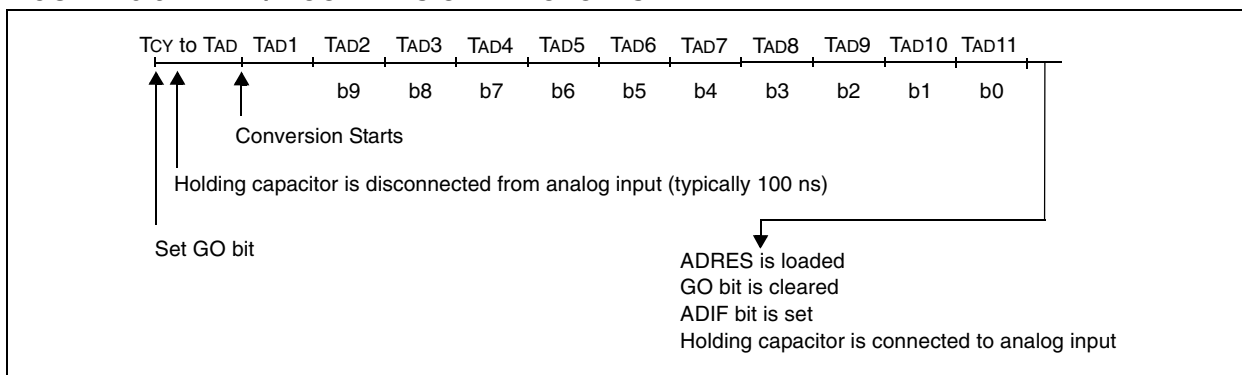 TCY to TAD TAD1 TAD2 TAD3 TAD4 TAD5 TAD6 TAD7 TAD8 TAD9 TAD10 TAD11
b9 b8 b7 b6 b5 b4 b3 b2 b1 b0
Conversion Starts
Holding capacitor is disconnected from analog input (typically 100 ns)
Set GO bit
ADRES is loaded
GO bit is cleared
ADIF bit is set
Holding capacitor is connected to analog input